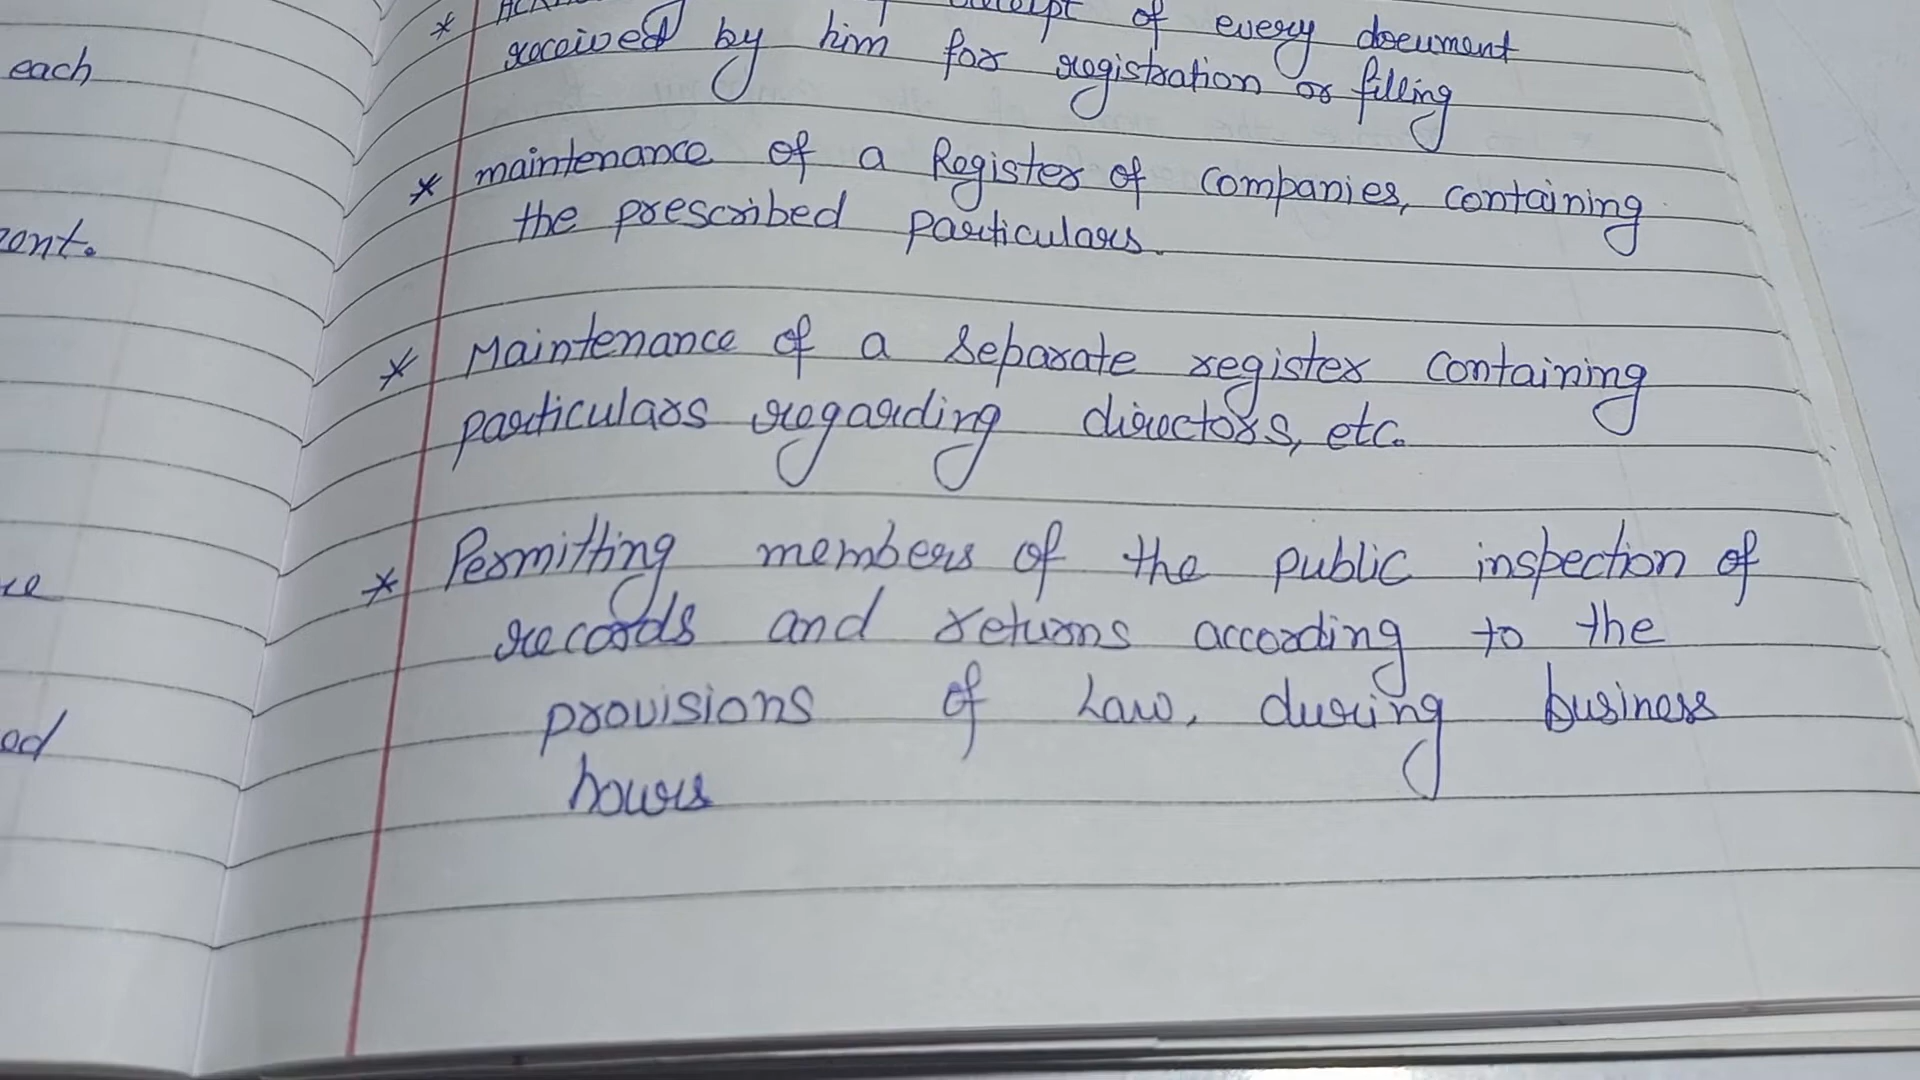 each
of every document
received by him for registration or filling
* maintenance of a Register of companies, containing
the prescribed particulars.
* Maintenance of a separate register containing
particulars regarding directors, etc.
* Permitting members of the public inspection of
records and returns according to the
provisions of Law, during business
hours